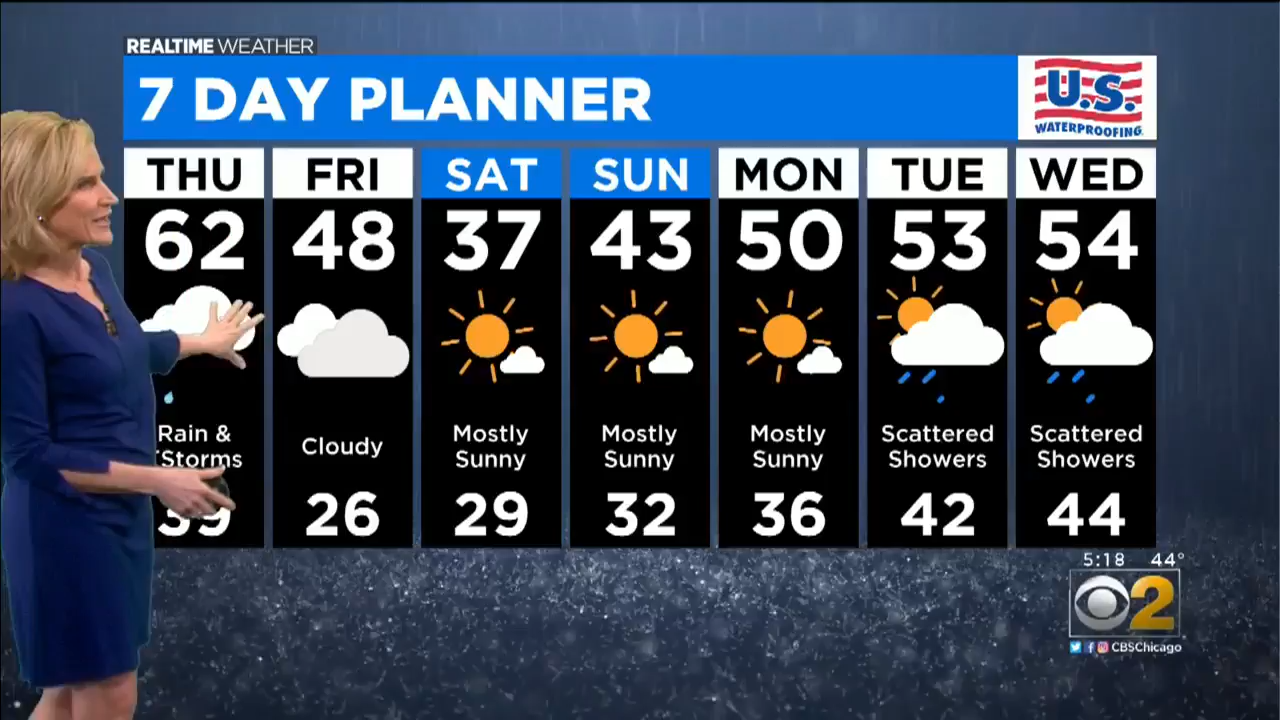 REALTIME WEATHER
7 DAY PLANNER
U.S.
WATERPROOFING
THU FRI SAT SUN MON TUE WED
62 48 37 43 50 53 54
Rain & Cloudy Mostly Mostly Mostly Scattered Scattered
Storms Sunny Sunny Sunny Showers Showers
39 26 29 32 36 42 44
5:18 44°
2
CBSChicago